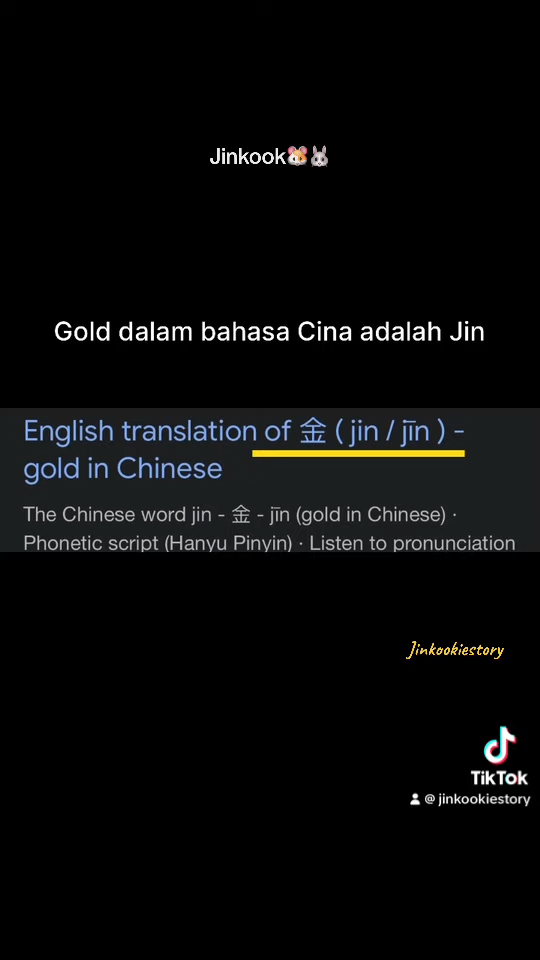 Jinkook🐹🐰
Gold dalam bahasa Cina adalah Jin
English translation of 金 ( jin / jīn ) -
gold in Chinese
The Chinese word jin - 金 - jīn (gold in Chinese) ·
Phonetic script (Hanyu Pinyin) · Listen to pronunciation
Jinkookiestory
TikTok
@ jinkookiestory